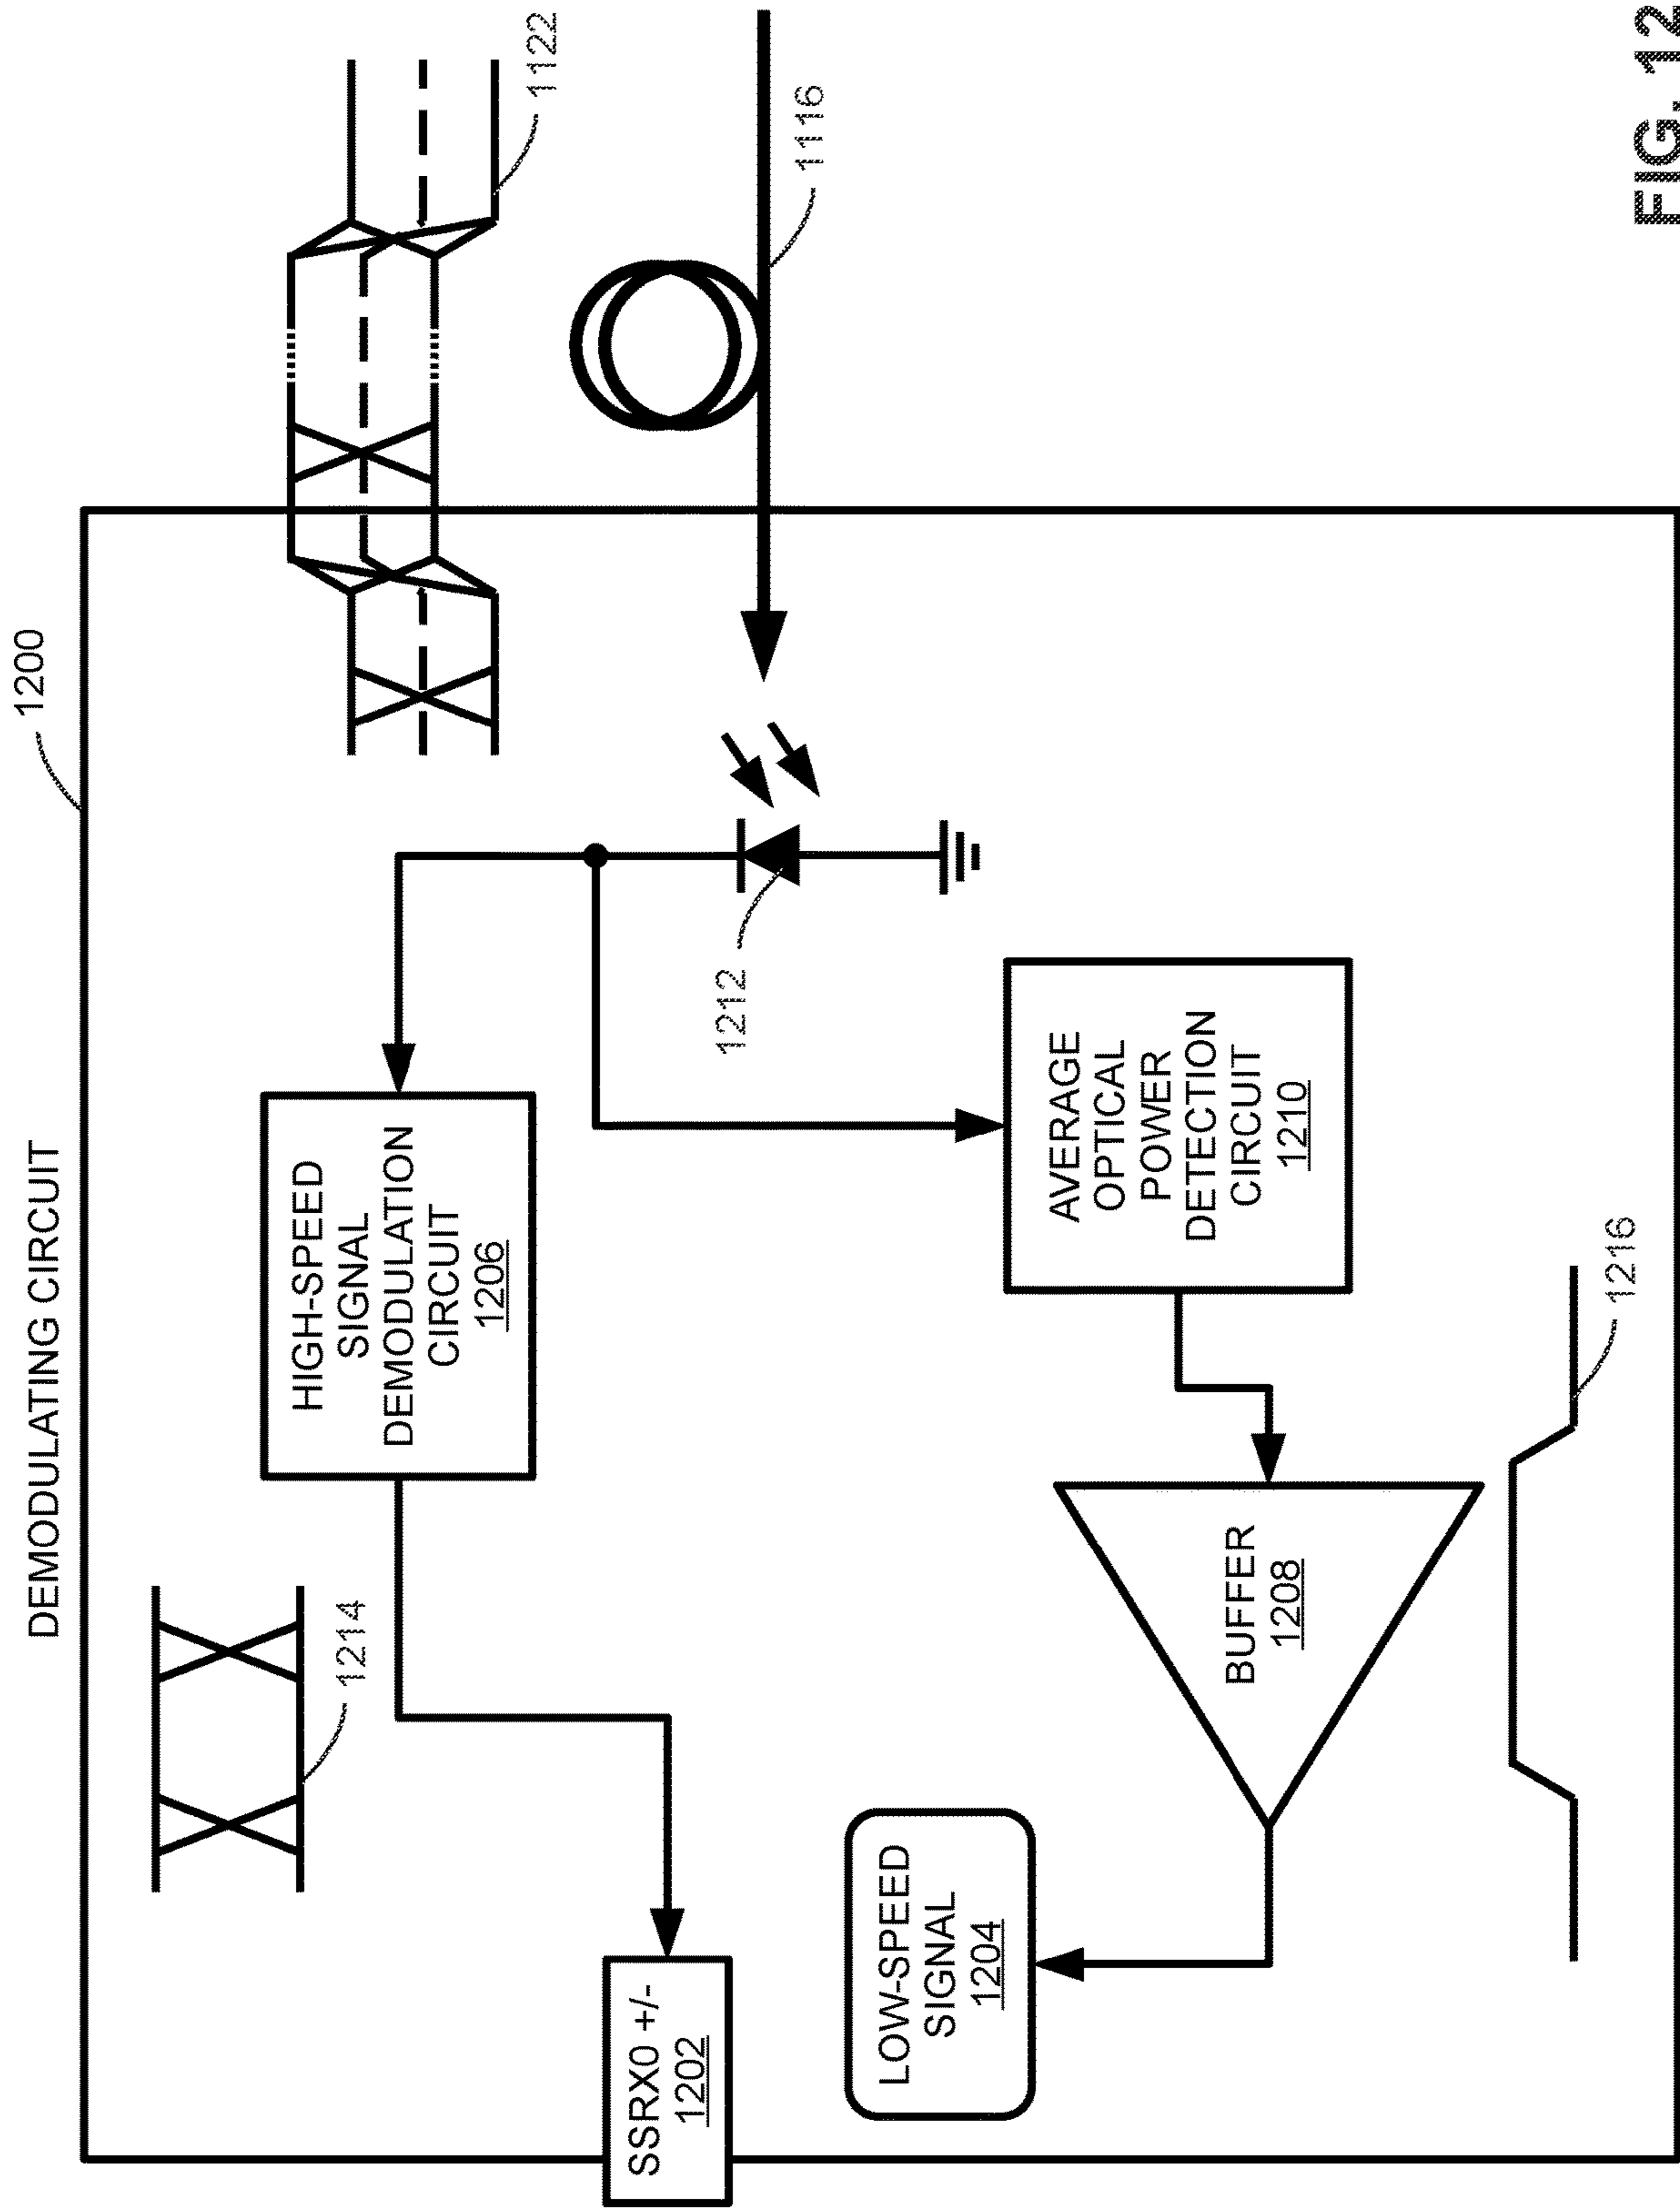 DEMODULATING CIRCUIT
1200
1214
HIGH-SPEED
SIGNAL
DEMODULATION
CIRCUIT
1206
1122
SSRX0 +/-
1202
1212
1116
LOW-SPEED
SIGNAL
1204
BUFFER
1208
AVERAGE
OPTICAL
POWER
DETECTION
CIRCUIT
1210
1216
FIG. 12